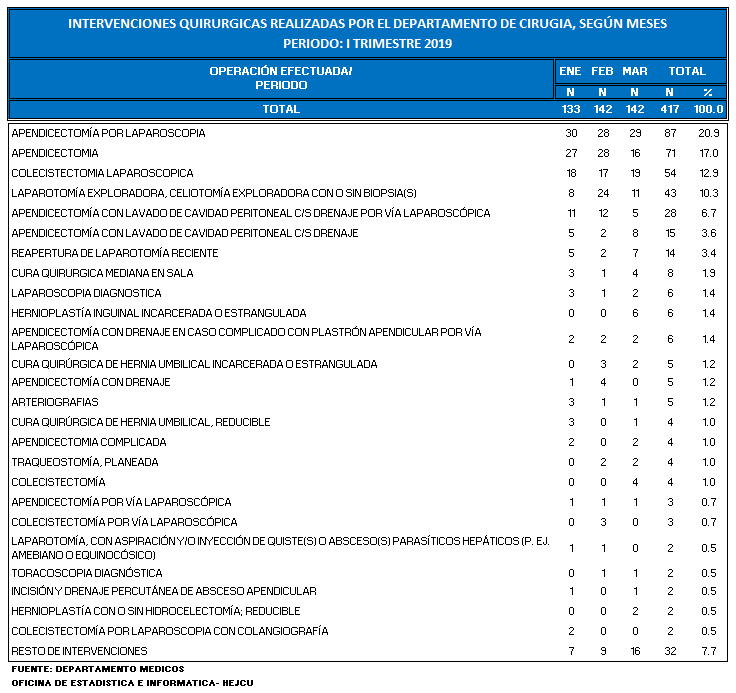 INTERVENCIONES QUIRURGICAS REALIZADAS POR EL DEPARTAMENTO DE CIRUGIA, SEGÚN MESES
PERIODO: I TRIMESTRE 2019
OPERACIÓN EFECTUADA/ PERIODO ENE FEB MAR TOTAL
N N N N %
TOTAL 133 142 142 417 100.0
APENDICECTOMÍA POR LAPAROSCOPIA 30 28 29 87 20.9
APENDICECTOMIA 27 28 16 71 17.0
COLECISTECTOMIA LAPAROSCOPICA 18 17 19 54 12.9
LAPAROTOMÍA EXPLORADORA, CELIOTOMÍA EXPLORADORA CON O SIN BIOPSIA(S) 8 24 11 43 10.3
APENDICECTOMÍA CON LAVADO DE CAVIDAD PERITONEAL C/S DRENAJE POR VÍA LAPAROSCÓPICA 11 12 5 28 6.7
APENDICECTOMÍA CON LAVADO DE CAVIDAD PERITONEAL C/S DRENAJE 5 2 8 15 3.6
REAPERTURA DE LAPAROTOMÍA RECIENTE 5 2 7 14 3.4
CURA QUIRURGICA MEDIANA EN SALA 3 1 4 8 1.9
LAPAROSCOPIA DIAGNOSTICA 3 1 2 6 1.4
HERNIOPLASTÍA INGUINAL INCARCERADA O ESTRANGULADA 0 0 6 6 1.4
APENDICECTOMÍA CON DRENAJE EN CASO COMPLICADO CON PLASTRÓN APENDICULAR POR VÍA
LAPAROSCÓPICA 2 2 2 6 1.4
CURA QUIRÚRGICA DE HERNIA UMBILICAL INCARCERADA O ESTRANGULADA 0 3 2 5 1.2
APENDICECTOMÍA CON DRENAJE 1 4 0 5 1.2
ARTERIOGRAFIAS 3 1 1 5 1.2
CURA QUIRÚRGICA DE HERNIA UMBILICAL, REDUCIBLE 3 0 1 4 1.0
APENDICECTOMIA COMPLICADA 2 0 2 4 1.0
TRAQUEOSTOMÍA, PLANEADA 0 2 2 4 1.0
COLECISTECTOMÍA 0 0 4 4 1.0
APENDICECTOMÍA POR VÍA LAPAROSCÓPICA 1 1 1 3 0.7
COLECISTECTOMÍA POR VÍA LAPAROSCÓPICA 0 3 0 3 0.7
LAPAROTOMÍA, CON ASPIRACIÓN Y/O INYECCIÓN DE QUISTE(S) O ABSCESO(S) PARASÍTICOS HEPÁTICOS (P. EJ.
AMEBIANO O EQUINOCÓSICO) 1 1 0 2 0.5
TORACOSCOPIA DIAGNÓSTICA 0 1 1 2 0.5
INCISIÓN Y DRENAJE PERCUTÁNEA DE ABSCESO APENDICULAR 1 0 1 2 0.5
HERNIOPLASTÍA CON O SIN HIDROCELECTOMÍA; REDUCIBLE 0 0 2 2 0.5
COLECISTECTOMÍA POR LAPAROSCOPIA CON COLANGIOGRAFÍA 2 0 0 2 0.5
RESTO DE INTERVENCIONES 7 9 16 32 7.7
FUENTE: DEPARTAMENTO MEDICOS
OFICINA DE ESTADISTICA E INFORMATICA- HEJCU